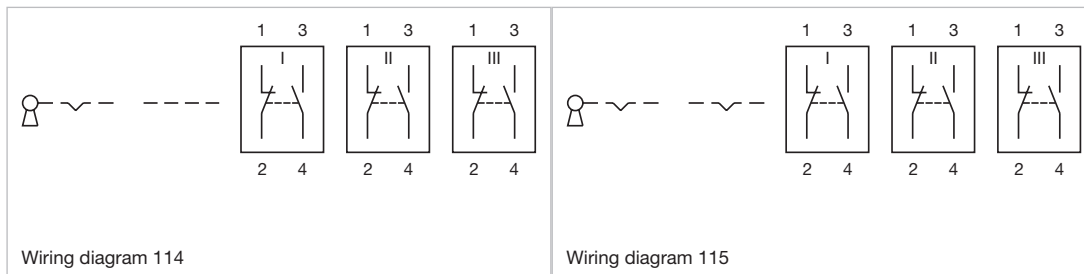 1 3 1 3 1 3
I II III
2 4 2 4 2 4
Wiring diagram 114
1 3 1 3 1 3
I II III
2 4 2 4 2 4
Wiring diagram 115